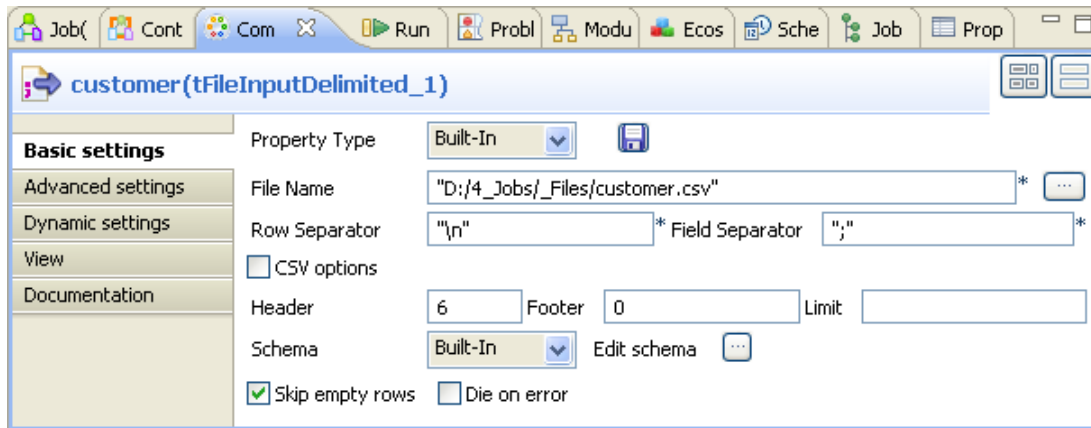 Job( Cont Com Run Probl Modu Ecos Sche Job Prop
customer(tFileInputDelimited_1)
Basic settings
Advanced settings
Dynamic settings
View
Documentation
Property Type Built-In
File Name "D:/4_Jobs/_Files/customer.csv" * ...
Row Separator "\n" * Field Separator ";" *
CSV options
Header 6 Footer 0 Limit
Schema Built-In Edit schema ...
Skip empty rows Die on error